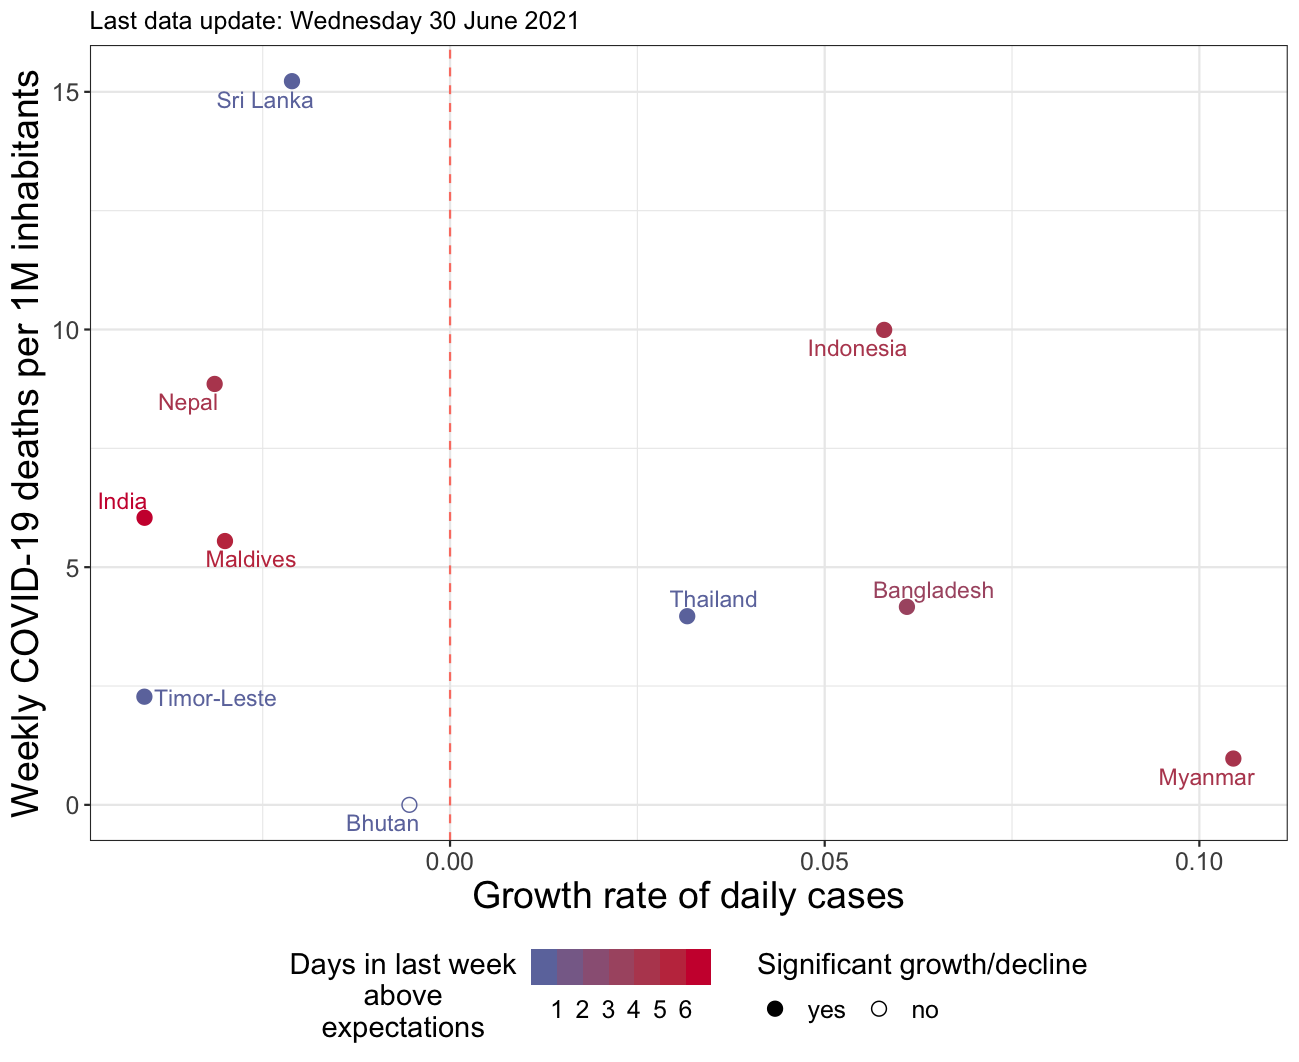 Last data update: Wednesday 30 June 2021
Weekly COVID-19 deaths per 1M inhabitants
15
10
5
0
Sri Lanka
Indonesia
Nepal
India
Maldives
Thailand
Bangladesh
Timor-Leste
Myanmar
Bhutan
0.00 0.05 0.10
Growth rate of daily cases
Days in last week
above
expectations
1 2 3 4 5 6
Significant growth/decline
yes no